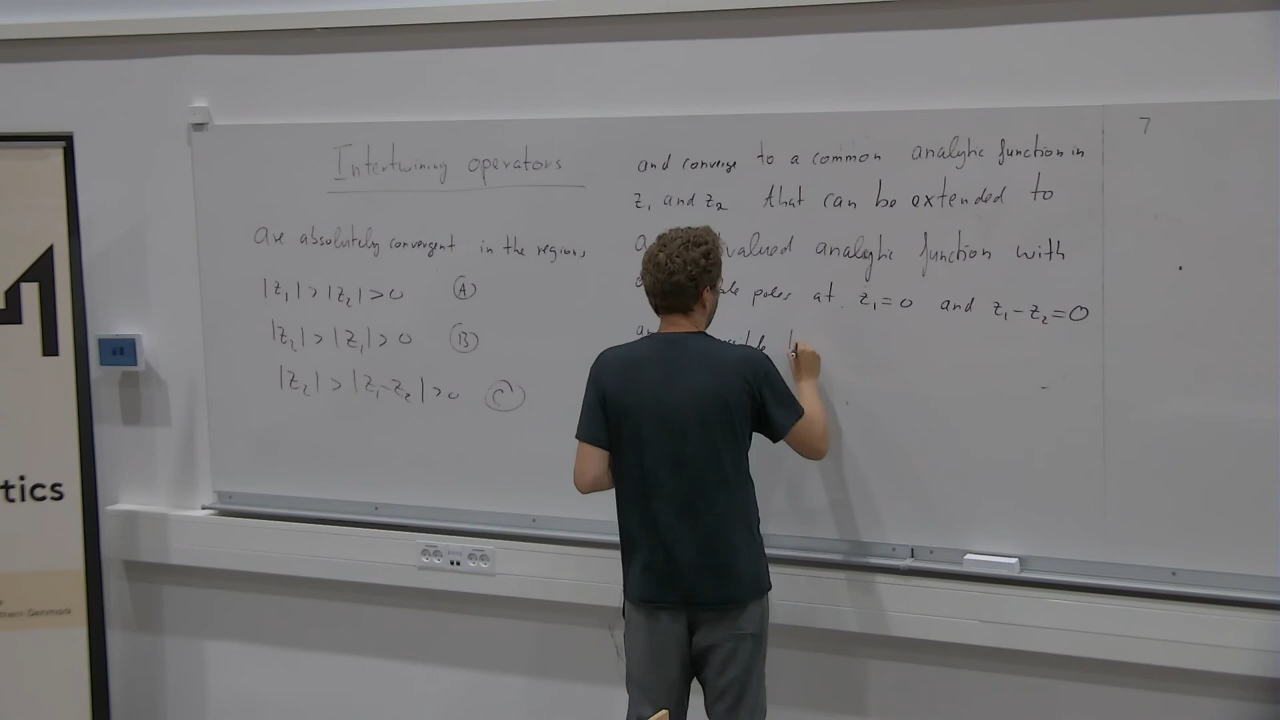 Intertwining operators
are absolutely convergent in the regions
|z₁| > |z₂| > 0 Ⓐ
|z₂| > |z₁| > 0 Ⓑ
|z₂| > |z₁-z₂| > 0 Ⓒ
and converge to a common analytic function in
z₁ and z₂ that can be extended to
valued analytic function with
poles at z₁=0 and z₁-z₂=0
7
tics